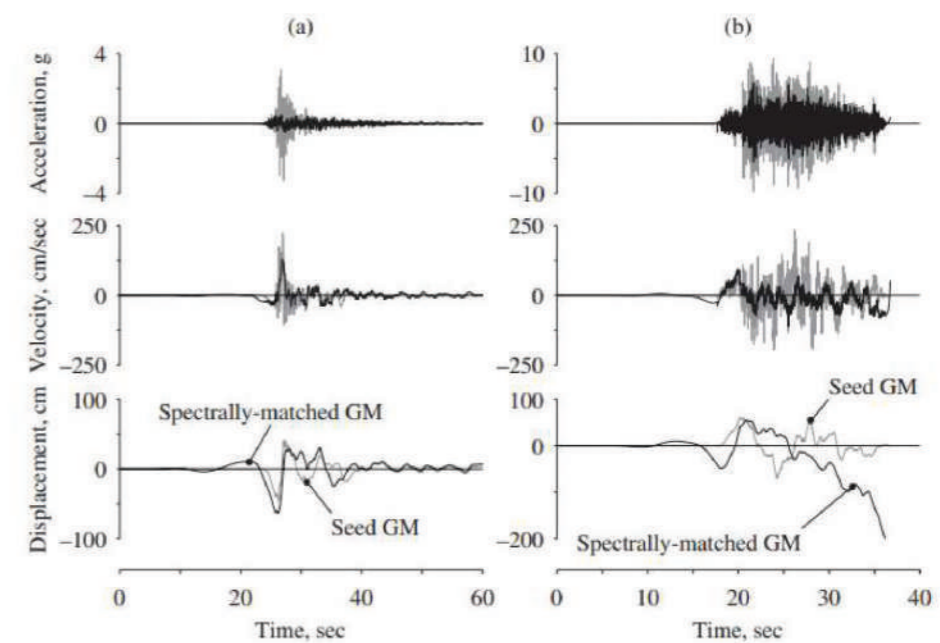 (a)
(b)
Acceleration, g
4
0
−4
10
0
−10
Velocity, cm/sec
250
0
−250
250
0
−250
Displacement, cm
100
0
−100
Spectrally-matched GM
Seed GM
100
0
−200
Seed GM
Spectrally-matched GM
0 20 40 60
0 10 20 30 40
Time, sec
Time, sec